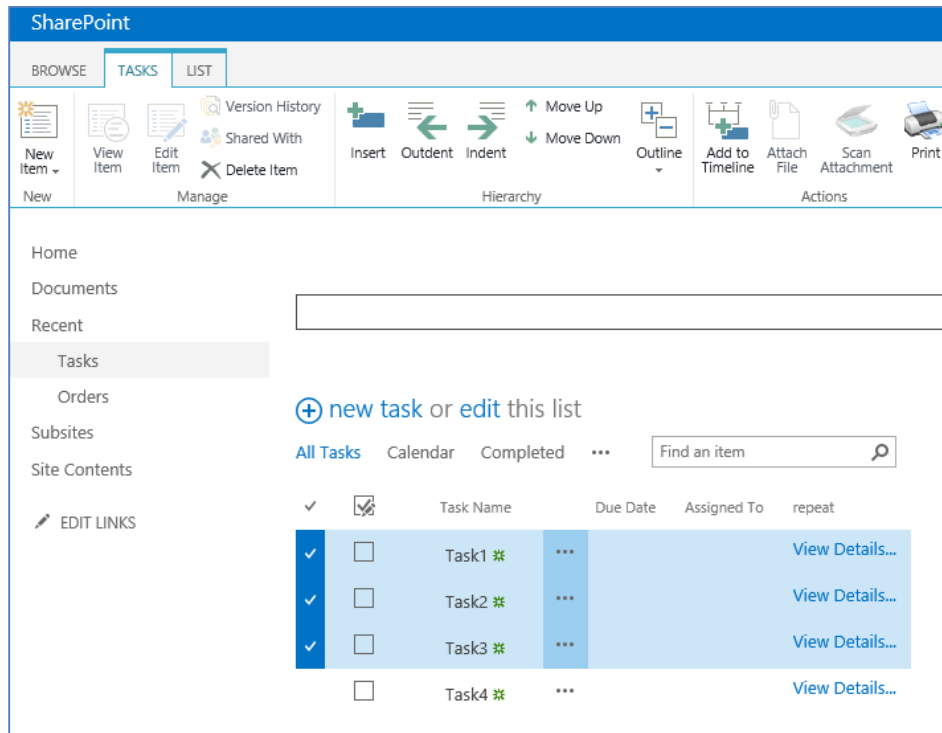 SharePoint
BROWSE TASKS LIST
New Item
View Item
Edit Item
Version History
Shared With
Delete Item
Insert
Outdent
Indent
Move Up
Move Down
Outline
Add to Timeline
Attach File
Scan Attachment
Print
New
Manage
Hierarchy
Actions
Home
Documents
Recent
Tasks
Orders
Subsites
Site Contents
EDIT LINKS
new task or edit this list
All Tasks Calendar Completed ... Find an item
Task Name Due Date Assigned To repeat
Task1 ... View Details...
Task2 ... View Details...
Task3 ... View Details...
Task4 ... View Details...